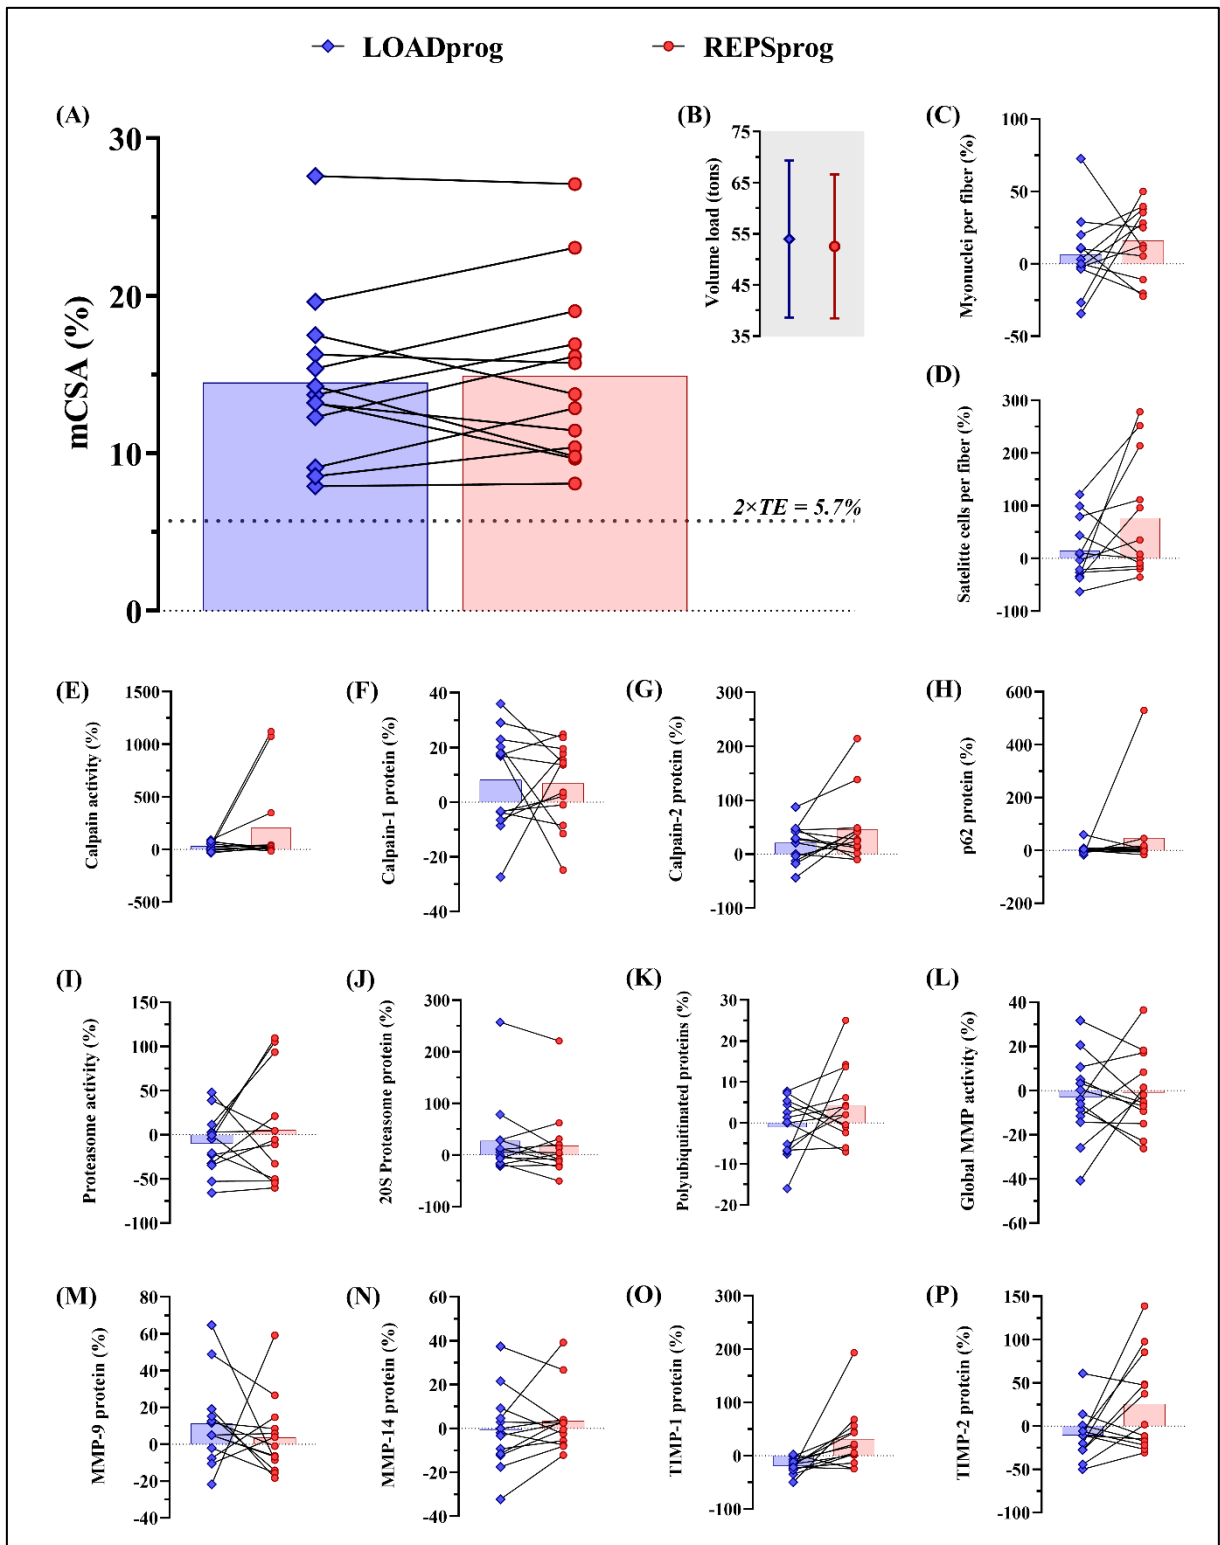 LOADprog REPSprog
(A)
30
20
10
0
mCSA (%)
2×TE = 5.7%
(B)
75
65
55
45
35
Volume load (tons)
(C)
100
50
0
-50
Myonuclei per fiber (%)
(D)
300
200
100
0
-100
Satelitte cells per fiber (%)
(E)
1500
1000
500
0
-500
Calpain activity (%)
(F)
40
20
0
-20
-40
Calpain-1 protein (%)
(G)
300
200
100
0
-100
Calpain-2 protein (%)
(H)
600
400
200
0
-200
p62 protein (%)
(I)
150
100
50
0
-50
-100
Proteasome activity (%)
(J)
300
200
100
0
-100
20S Proteasome protein (%)
(K)
30
20
10
5
0
-10
-20
Polyubiquitinated proteins (%)
(L)
40
20
0
-20
-40
-60
Global MMP activity (%)
(M)
80
60
40
20
0
-20
-40
MMP-9 protein (%)
(N)
60
40
20
0
-20
-40
MMP-14 protein (%)
(O)
300
200
100
0
-100
TIMP-1 protein (%)
(P)
150
100
50
0
-50
-100
TIMP-2 protein (%)